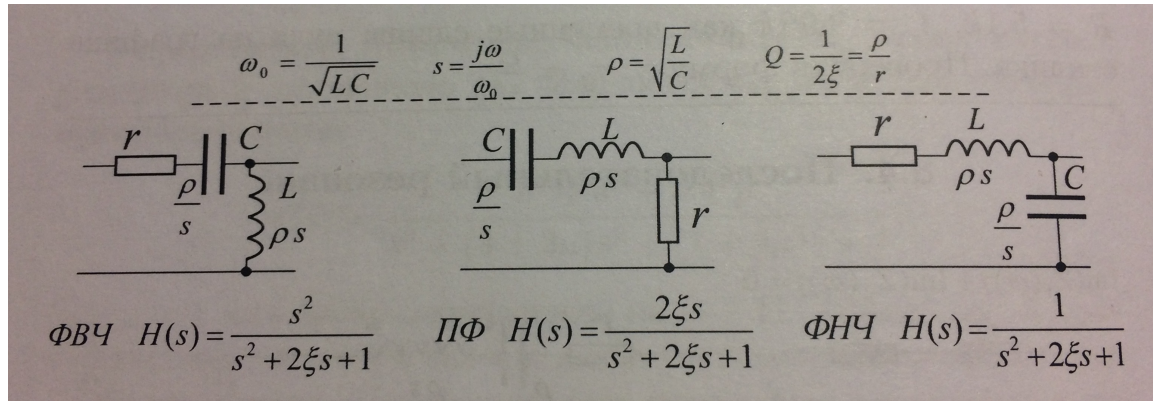 ω₀ = 1/√(LC)   s = jω/ω₀   ρ = √(L/C)   Q = 1/(2ξ) = ρ/r
r C L ρ/s ρs
C L ρ/s ρs r
r L ρs C ρ/s
ФВЧ H(s) = s²/(s² + 2ξs + 1)
ПФ H(s) = 2ξs/(s² + 2ξs + 1)
ФНЧ H(s) = 1/(s² + 2ξs + 1)